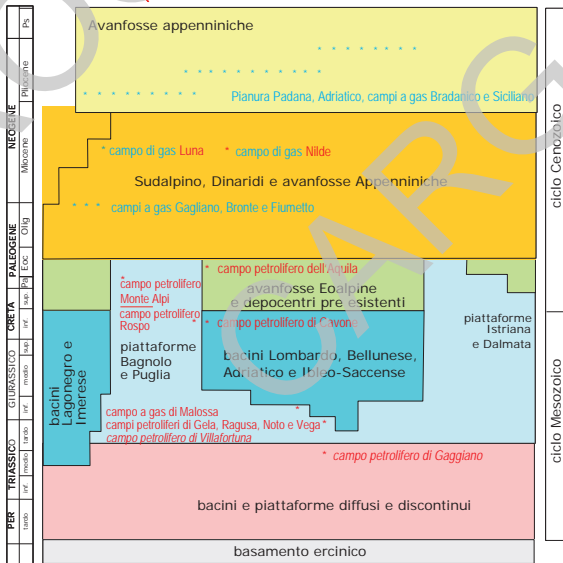 Avanfosse appenniniche
Pianura Padana, Adriatico, campi a gas Bradanico e Siciliano
* campo di gas Luna
* campo di gas Nilde
Sudalpino, Dinaridi e avanfosse Appenniniche
* * * campi a gas Gagliano, Bronte e Fiumetto
* campo petrolifero dell'Aquila
* campo petrolifero
Monte Alpi
avanfosse Eoalpine
e depocentri pre esistenti
campo petrolifero
Rospo *
* campo petrolifero di Cavone
piattaforme
Istriana
e Dalmata
piattaforme
Bagnolo
e Puglia
bacini Lombardo, Bellunese,
Adriatico e Ibleo-Saccense
bacini
Lagonegro e
Imerese
campo a gas di Malossa *
campi petroliferi di Gela, Ragusa, Noto e Vega *
campo petrolifero di Villafortuna
* campo petrolifero di Gaggiano
bacini e piattaforme diffusi e discontinui
basamento ercinico
NEOGENE
PALEOGENE
CRETA
GIURASSICO
TRIASSICO
PER
Ps
Pliocene
Miocene
Olig
Eoc
Pa
sup.
inf.
sup.
medio
inf.
tardo
medio
inf.
tardo
ciclo Cenozoico
ciclo Mesozoico
CARG